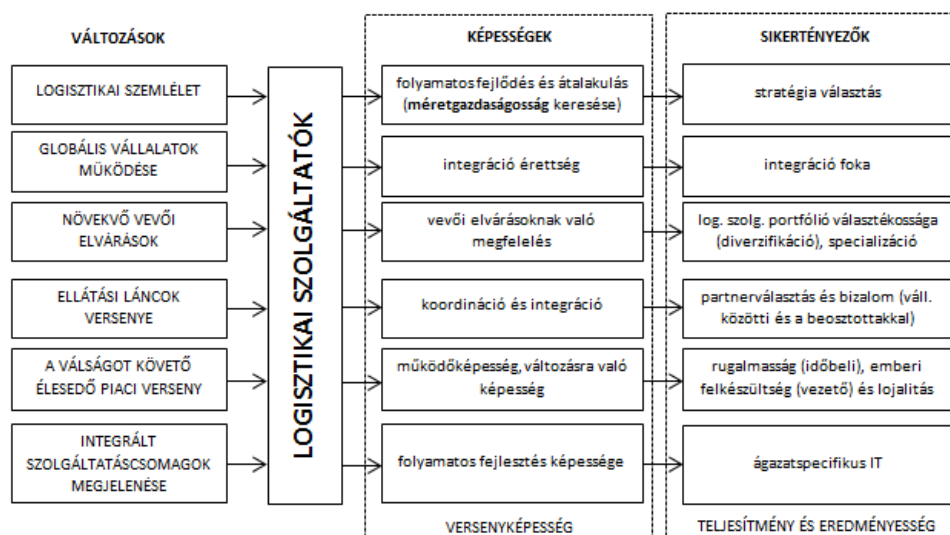 VÁLTOZÁSOK
KÉPESSÉGEK
SIKERTÉNYEZŐK
LOGISZTIKAI SZEMLÉLET
GLOBÁLIS VÁLLALATOK
MŰKÖDÉSE
NÖVEKVŐ VEVŐI
ELVÁRÁSOK
ELLÁTÁSI LÁNCOK
VERSENYE
A VÁLSÁGOT KÖVETŐ
ÉLESEDŐ PIACI VERSENY
INTEGRÁLT
SZOLGÁLTATÁSCSOMAGOK
MEGJELENÉSE
LOGISZTIKAI SZOLGÁLTATÓK
folyamatos fejlődés és átalakulás
(méretgazdaságosság keresése)
integráció érettség
vevői elvárásoknak való
megfelelés
koordináció és integráció
működőképesség, változásra való
képesség
folyamatos fejlesztés képessége
VERSENYKÉPESSÉG
stratégia választás
integráció foka
log. szolg. portfólió választékossága
(diverzifikáció), specializáció
partnerválasztás és bizalom (váll.
közötti és a beosztottakkal)
rugalmasság (időbeli), emberi
felkészültség (vezető) és lojalitás
ágazatspecifikus IT
TELJESÍTMÉNY ÉS EREDMÉNYESSÉG